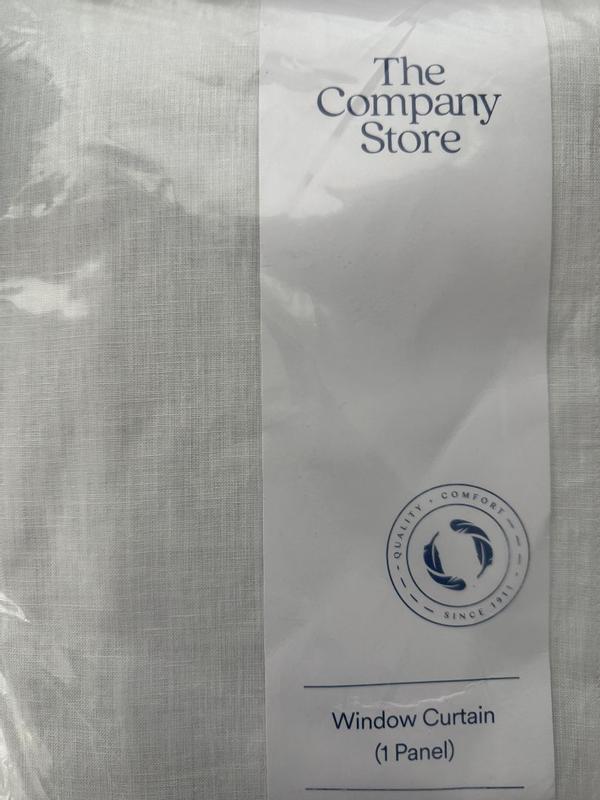 The
Company
Store
QUALITY · COMFORT
SINCE 1911
Window Curtain
(1 Panel)